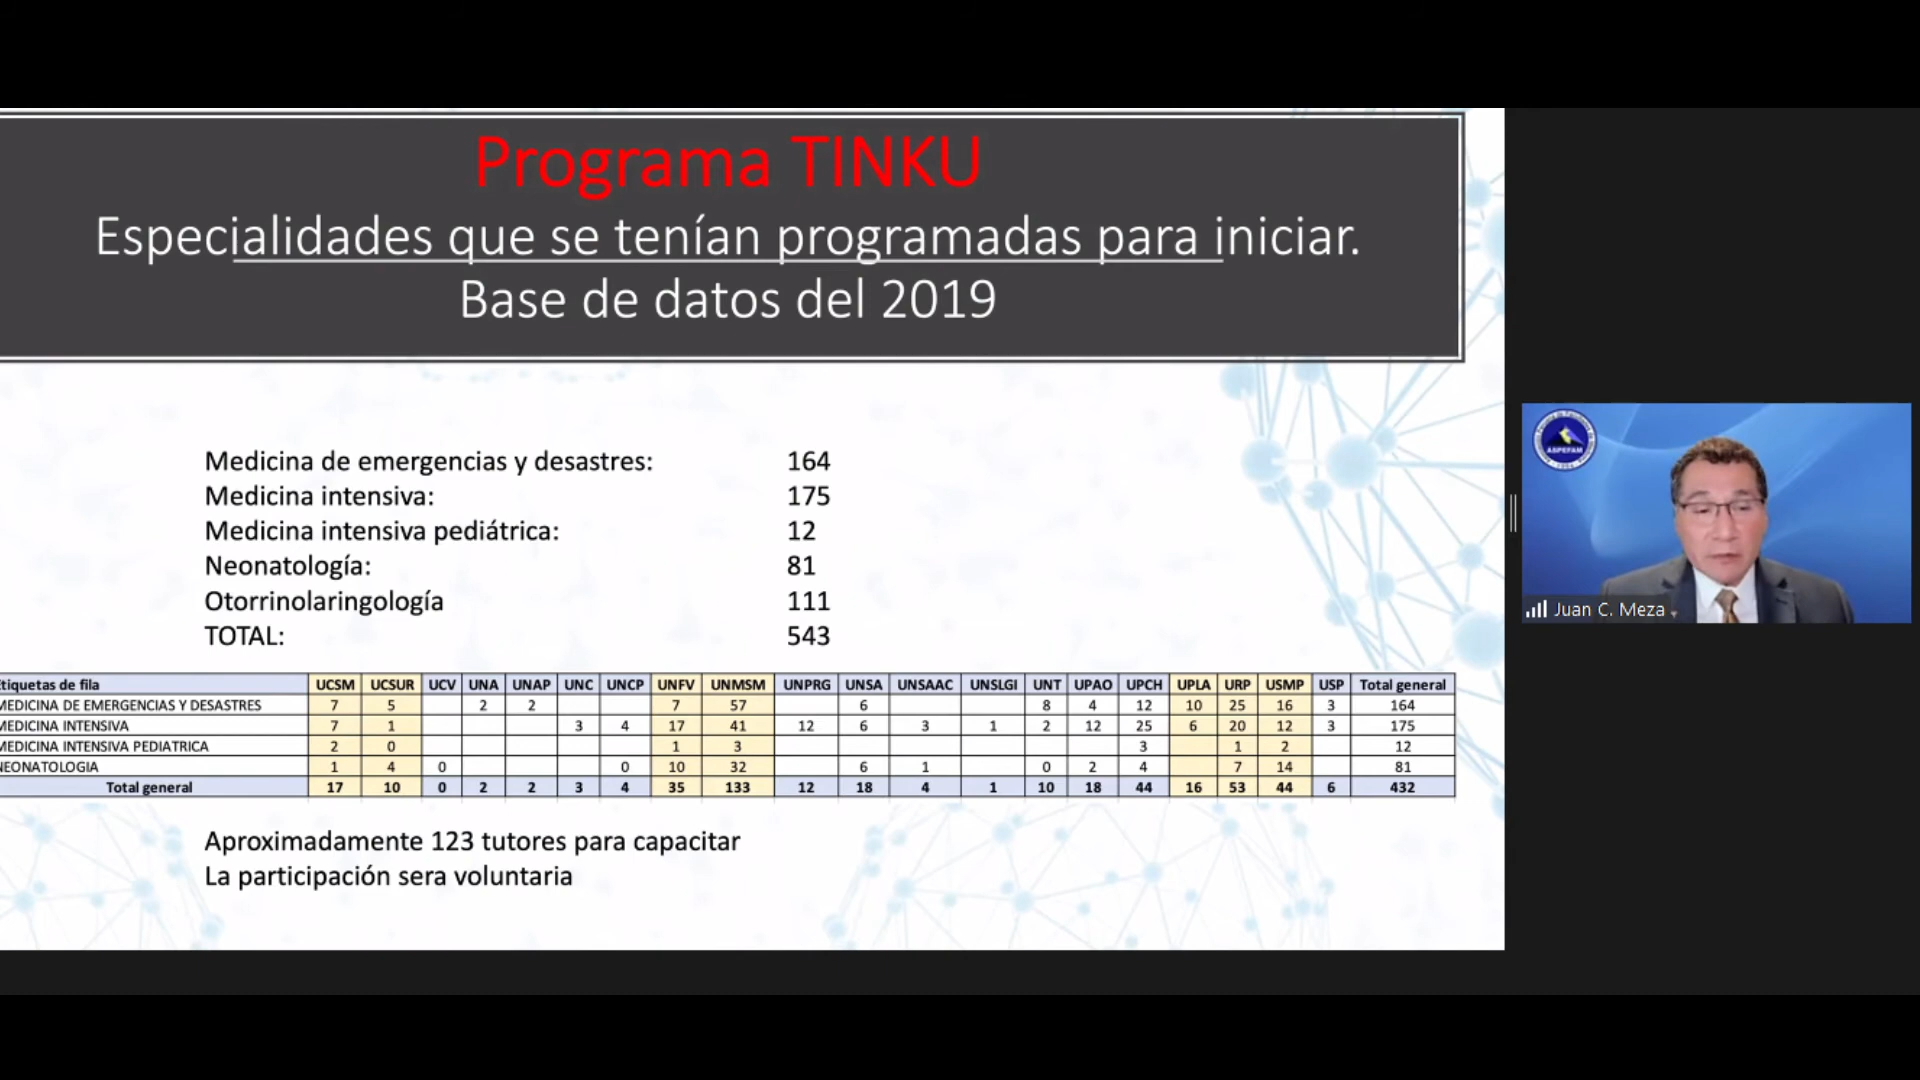 Programa TINKU
Especialidades que se tenían programadas para iniciar.
Base de datos del 2019
Medicina de emergencias y desastres: 164
Medicina intensiva: 175
Medicina intensiva pediátrica: 12
Neonatología: 81
Otorrinolaringología 111
TOTAL: 543
tiquetas de fila UCSM UCSUR UCV UNA UNAP UNC UNCP UNFV UNMSM UNPRG UNSA UNSAAC UNSLGI UNT UPAO UPCH UPLA URP USMP USP Total general
MEDICINA DE EMERGENCIAS Y DESASTRES 7 5 2 2 7 57 6 8 4 12 10 25 16 3 164
MEDICINA INTENSIVA 7 1 3 4 17 41 12 6 3 1 2 12 25 6 20 12 3 175
MEDICINA INTENSIVA PEDIATRICA 2 0 1 3 3 1 2 12
NEONATOLOGIA 1 4 0 0 10 32 6 1 0 2 4 7 14 81
Total general 17 10 0 2 2 3 4 35 133 12 18 4 1 10 18 44 16 53 44 6 432
Aproximadamente 123 tutores para capacitar
La participación sera voluntaria
ASPEFAM
Juan C. Meza